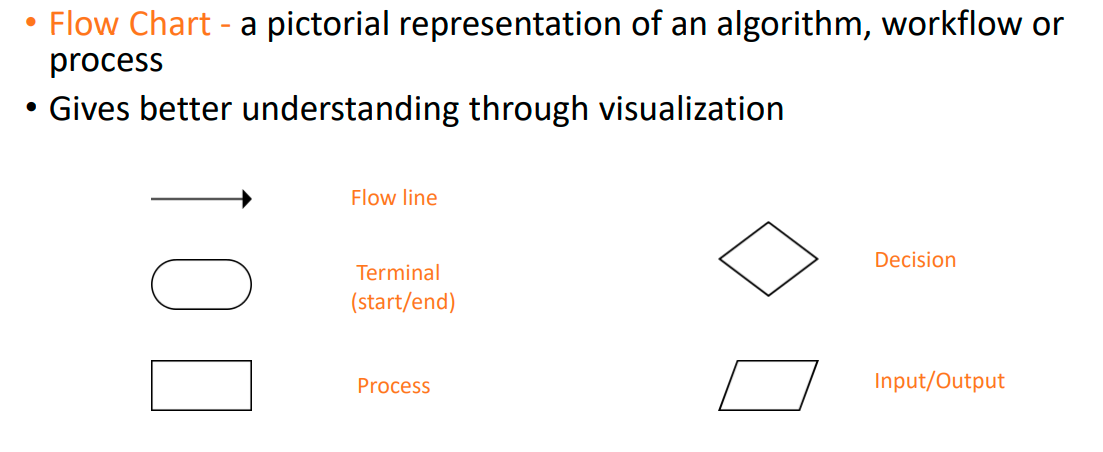 • Flow Chart - a pictorial representation of an algorithm, workflow or
process
• Gives better understanding through visualization
Flow line
Terminal
(start/end)
Process
Decision
Input/Output